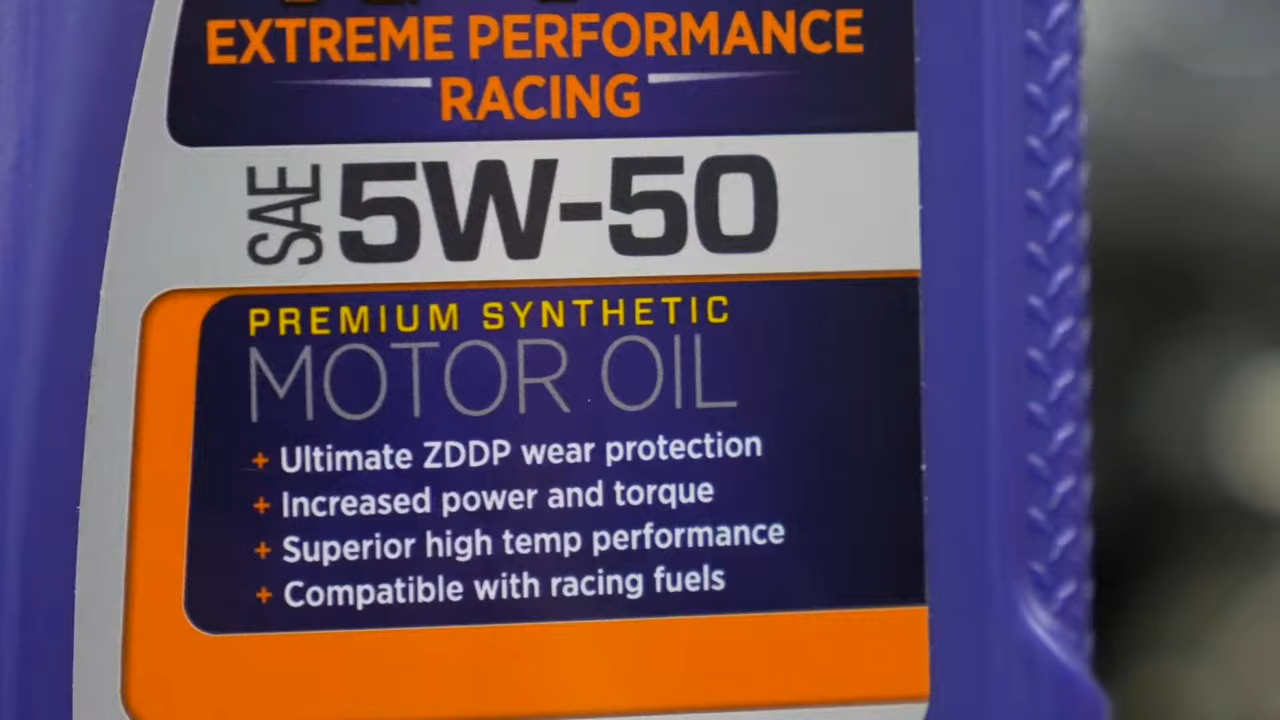 EXTREME PERFORMANCE
RACING
SAE 5W-50
PREMIUM SYNTHETIC
MOTOR OIL
+ Ultimate ZDDP wear protection
+ Increased power and torque
+ Superior high temp performance
+ Compatible with racing fuels